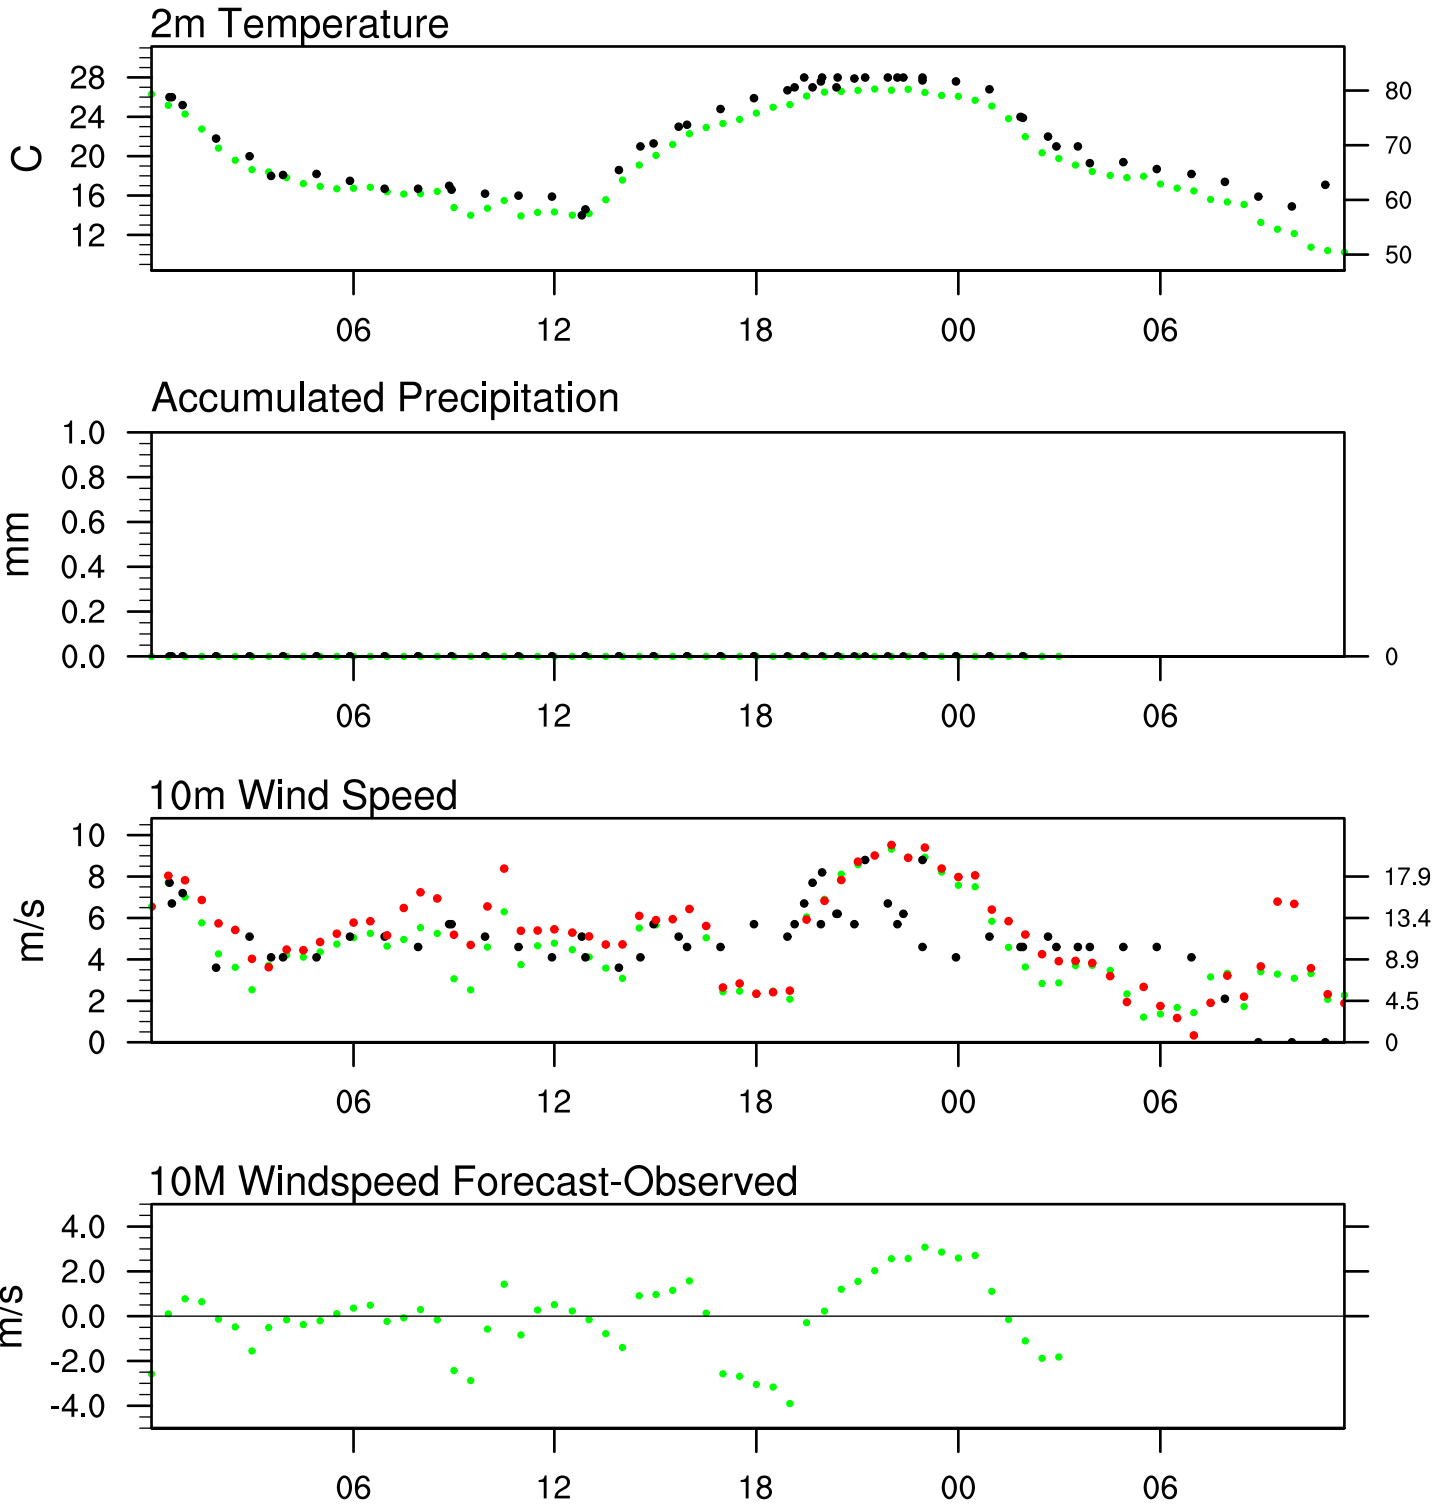 2m Temperature
28
24
20
16
12
C
80
70
60
50
06 12 18 00 06
Accumulated Precipitation
1.0
0.8
0.6
0.4
0.2
0.0
mm
0
06 12 18 00 06
10m Wind Speed
10
8
6
4
2
0
m/s
17.9
13.4
8.9
4.5
0
06 12 18 00 06
10M Windspeed Forecast-Observed
4.0
2.0
0.0
-2.0
-4.0
m/s
06 12 18 00 06